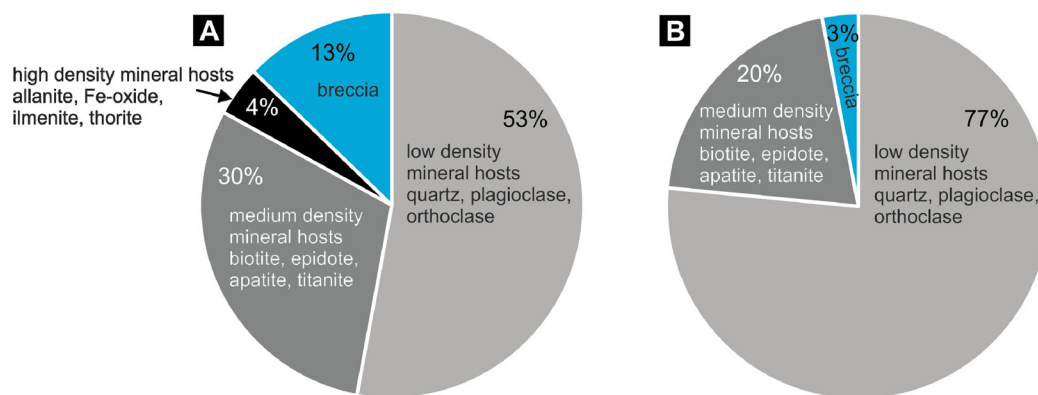 A
13%
breccia
high density mineral hosts
allanite, Fe-oxide,
ilmenite, thorite
4%
53%
low density
mineral hosts
quartz, plagioclase,
orthoclase
30%
medium density
mineral hosts
biotite, epidote,
apatite, titanite
B
3%
breccia
20%
medium density
mineral hosts
biotite, epidote,
apatite, titanite
77%
low density
mineral hosts
quartz, plagioclase,
orthoclase